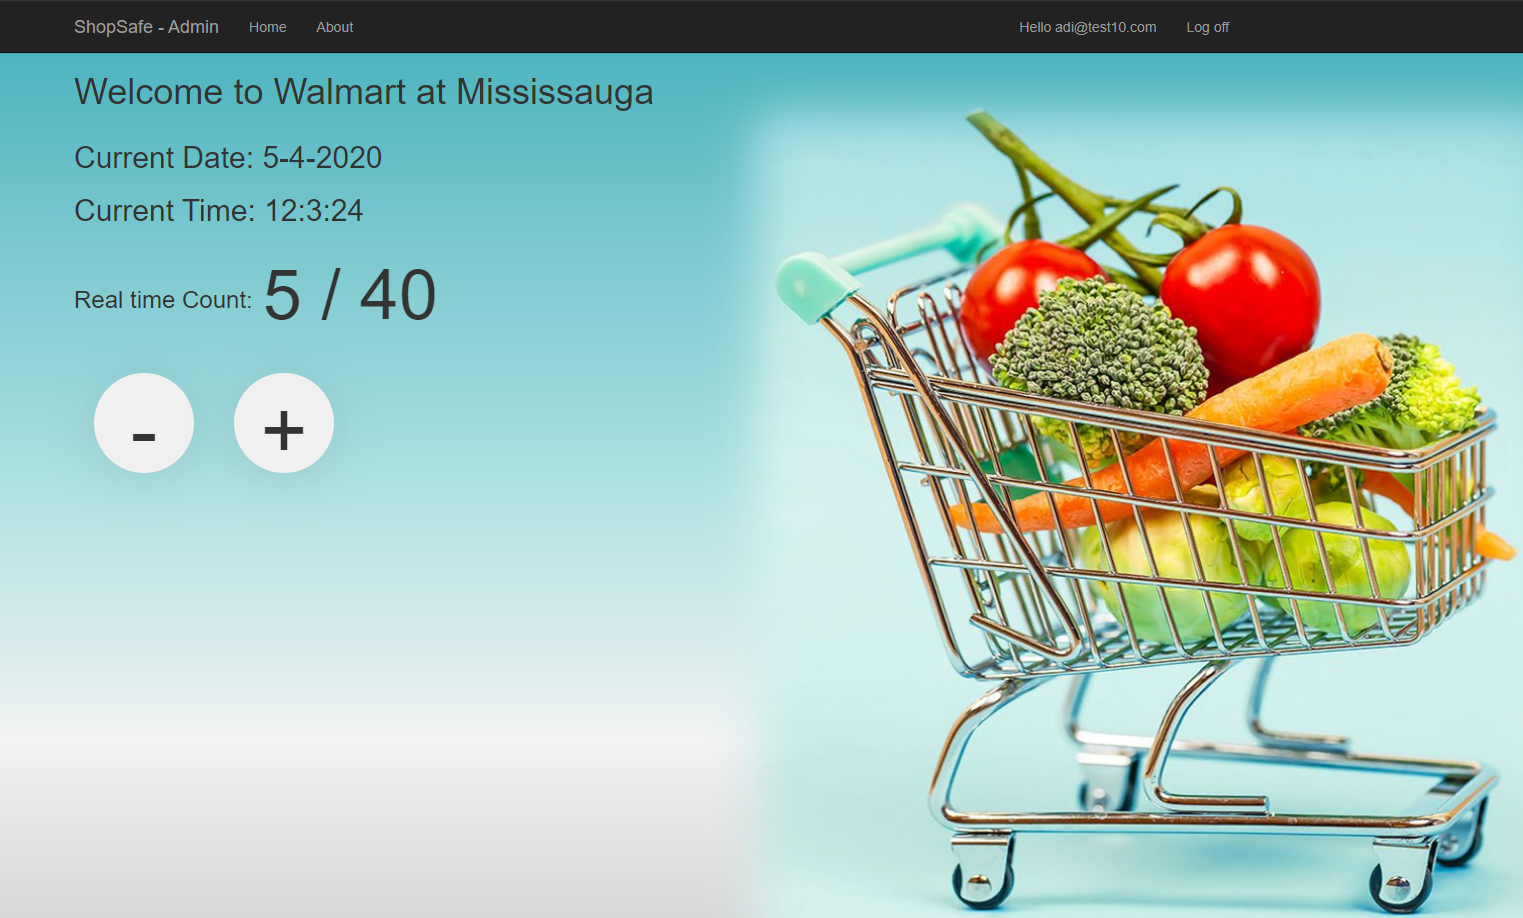 ShopSafe - Admin Home About Hello adi@test10.com Log off
Welcome to Walmart at Mississauga
Current Date: 5-4-2020
Current Time: 12:3:24
Real time Count: 5 / 40
- +